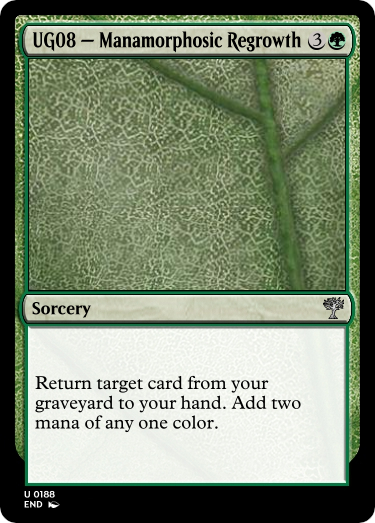 UG08 — Manamorphosic Regrowth 3
Sorcery
Return target card from your
graveyard to your hand. Add two
mana of any one color.
U 0188
END